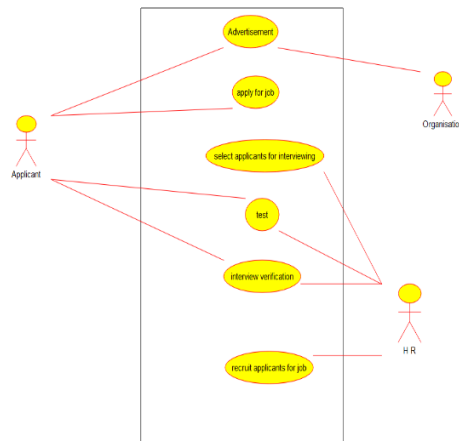 Advertisement
apply for job
Organisatio
Applicant
select applicants for interviewing
test
interview verification
H R
recruit applicants for job